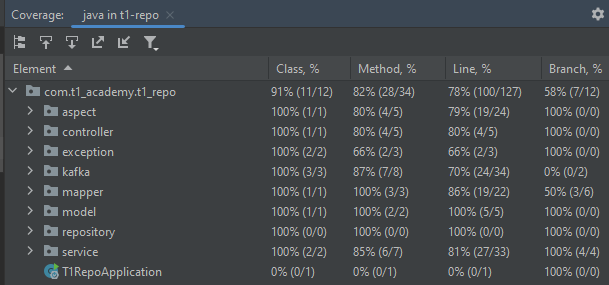 Coverage: java in t1-repo
Element Class, % Method, % Line, % Branch, %
com.t1_academy.t1_repo 91% (11/12) 82% (28/34) 78% (100/127) 58% (7/12)
aspect 100% (1/1) 80% (4/5) 79% (19/24) 100% (0/0)
controller 100% (1/1) 80% (4/5) 80% (4/5) 100% (0/0)
exception 100% (2/2) 66% (2/3) 66% (2/3) 100% (0/0)
kafka 100% (3/3) 87% (7/8) 70% (24/34) 0% (0/2)
mapper 100% (1/1) 100% (3/3) 86% (19/22) 50% (3/6)
model 100% (1/1) 100% (2/2) 100% (5/5) 100% (0/0)
repository 100% (0/0) 100% (0/0) 100% (0/0) 100% (0/0)
service 100% (2/2) 85% (6/7) 81% (27/33) 100% (4/4)
T1RepoApplication 0% (0/1) 0% (0/1) 0% (0/1) 100% (0/0)